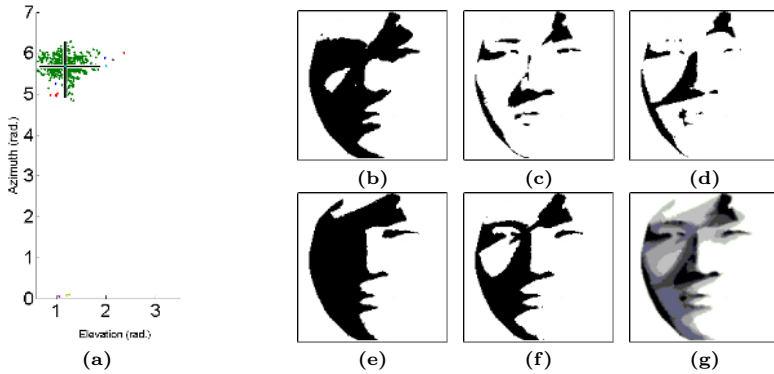 7
6
5
4
3
2
1
0
Azimuth (rad.)
1 2 3
Elevation (rad.)
(a)
(b) (c) (d)
(e) (f) (g)